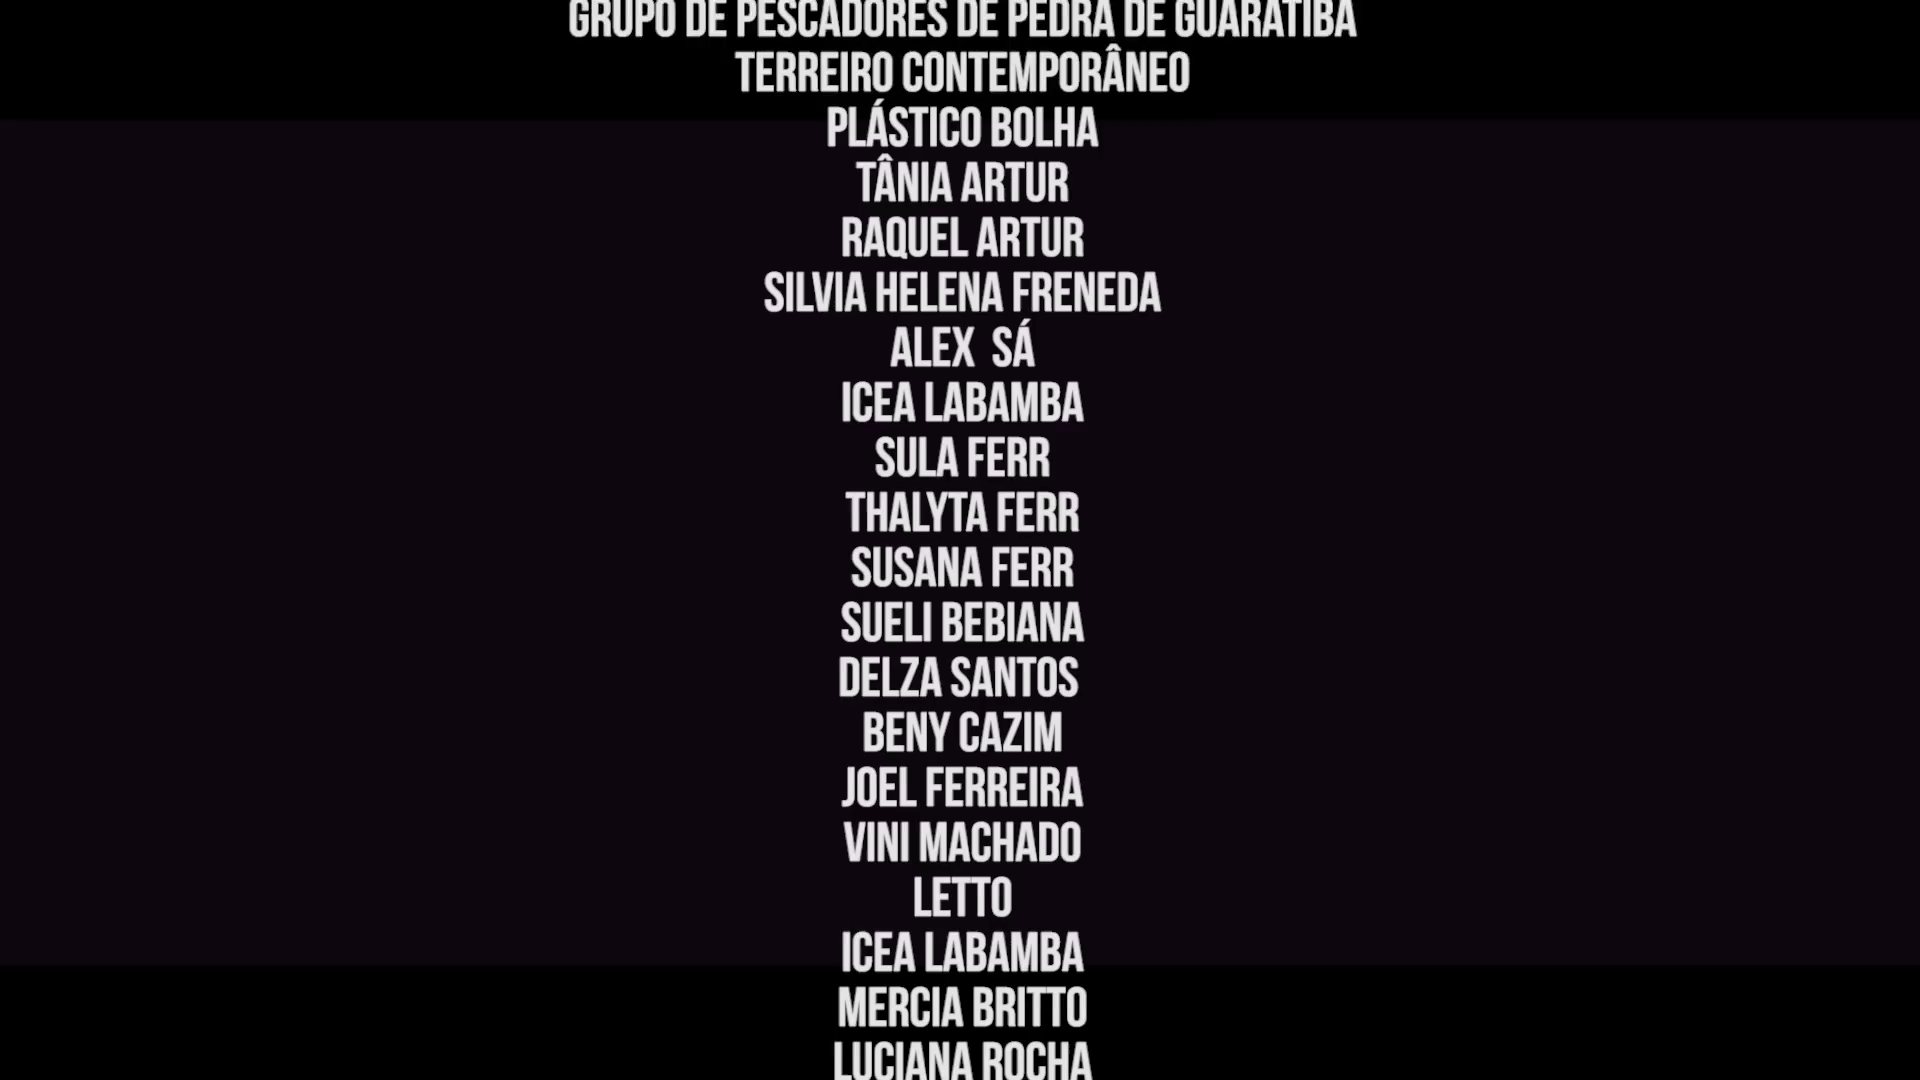 GRUPO DE PESCADORES DE PEDRA DE GUARATIBA
TERREIRO CONTEMPORÂNEO
PLÁSTICO BOLHA
TÂNIA ARTUR
RAQUEL ARTUR
SILVIA HELENA FRENEDA
ALEX  SÁ
ICEA LABAMBA
SULA FERR
THALYTA FERR
SUSANA FERR
SUELI BEBIANA
DELZA SANTOS
BENY CAZIM
JOEL FERREIRA
VINI MACHADO
LETTO
ICEA LABAMBA
MERCIA BRITTO
LUCIANA ROCHA